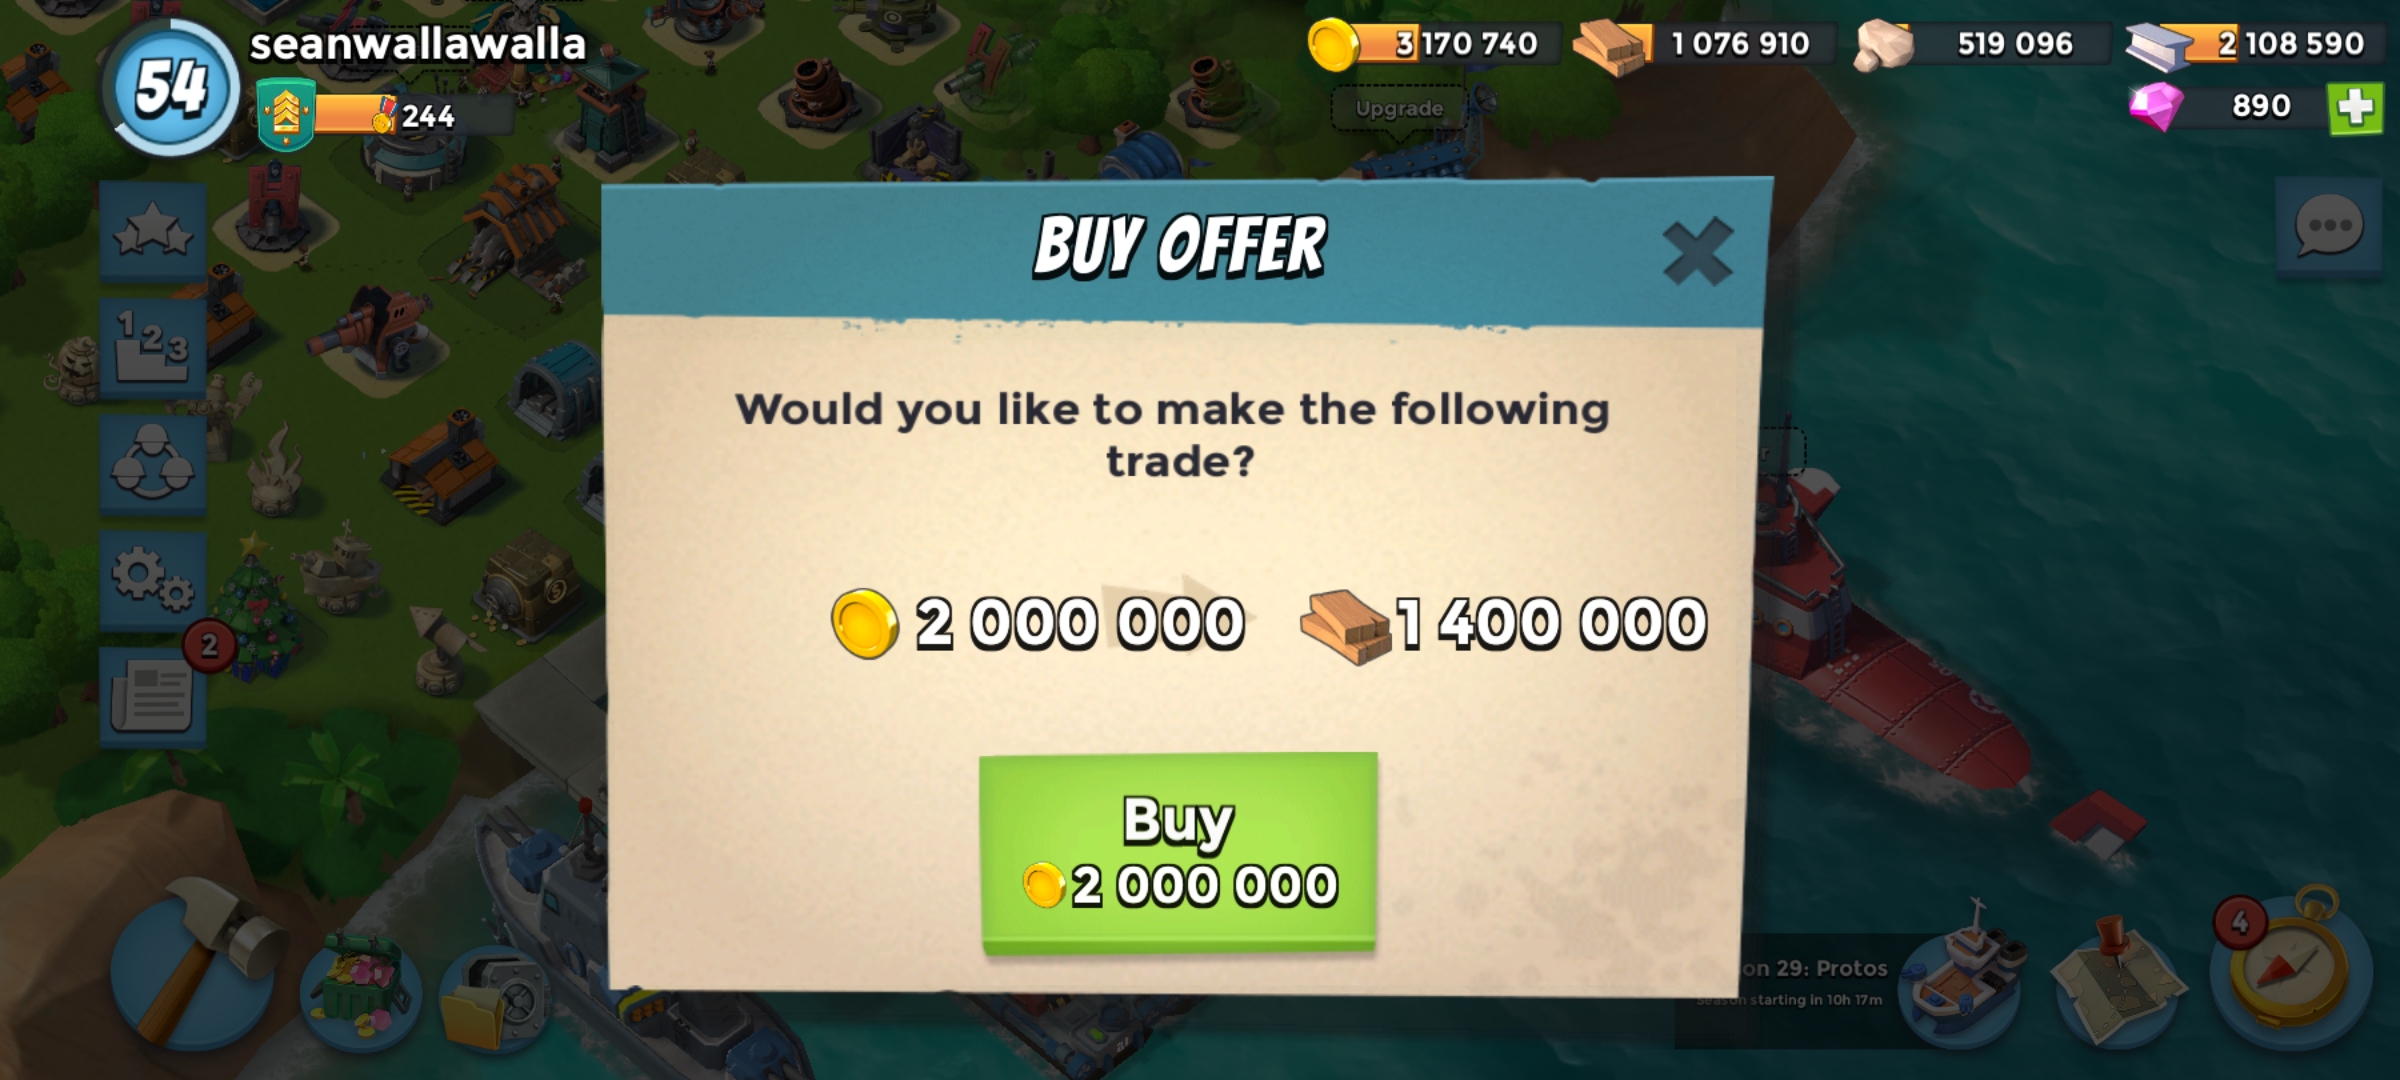 54
seanwallawalla
244
3 170 740
1 076 910
519 096
2 108 590
890
Upgrade
BUY OFFER
Would you like to make the following
trade?
2 000 000
1 400 000
Buy
2 000 000
1 2 3
2
4
on 29: Protos
Season starting in 10h 17m